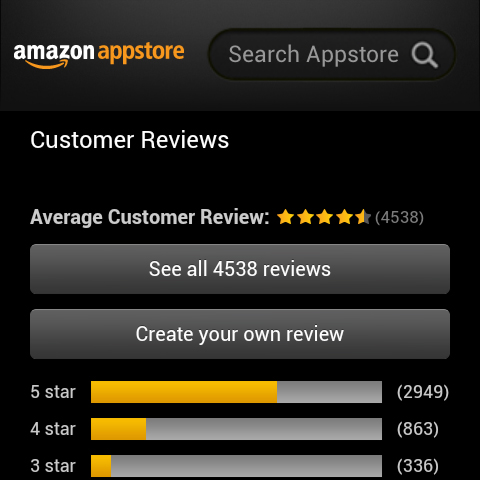 amazon appstore
Search Appstore
Customer Reviews
Average Customer Review: (4538)
See all 4538 reviews
Create your own review
5 star (2949)
4 star (863)
3 star (336)